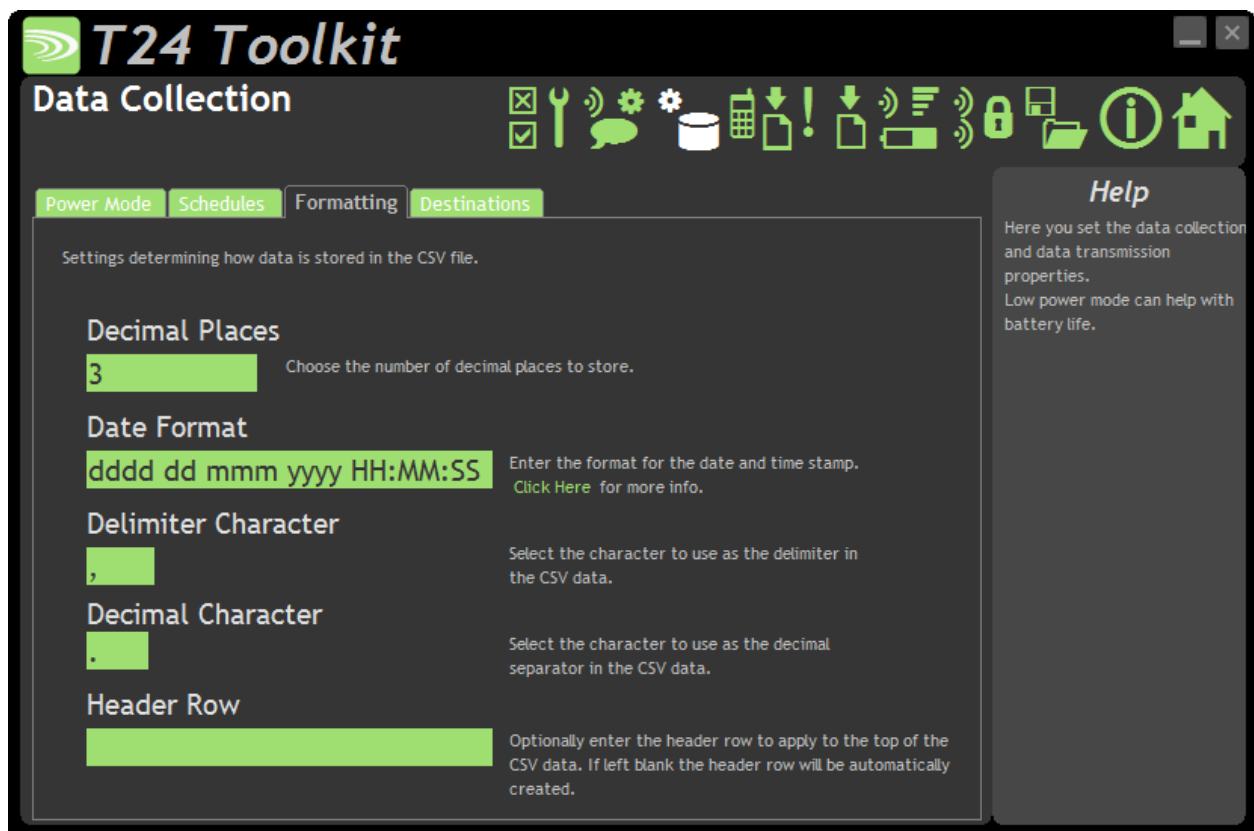 T24 Toolkit
Data Collection
Power Mode Schedules Formatting Destinations
Settings determining how data is stored in the CSV file.
Decimal Places
3
Choose the number of decimal places to store.
Date Format
dddd dd mmm yyyy HH:MM:SS
Enter the format for the date and time stamp.
Click Here for more info.
Delimiter Character
,
Select the character to use as the delimiter in
the CSV data.
Decimal Character
.
Select the character to use as the decimal
separator in the CSV data.
Header Row
Optionally enter the header row to apply to the top of the
CSV data. If left blank the header row will be automatically
created.
Help
Here you set the data collection
and data transmission
properties.
Low power mode can help with
battery life.